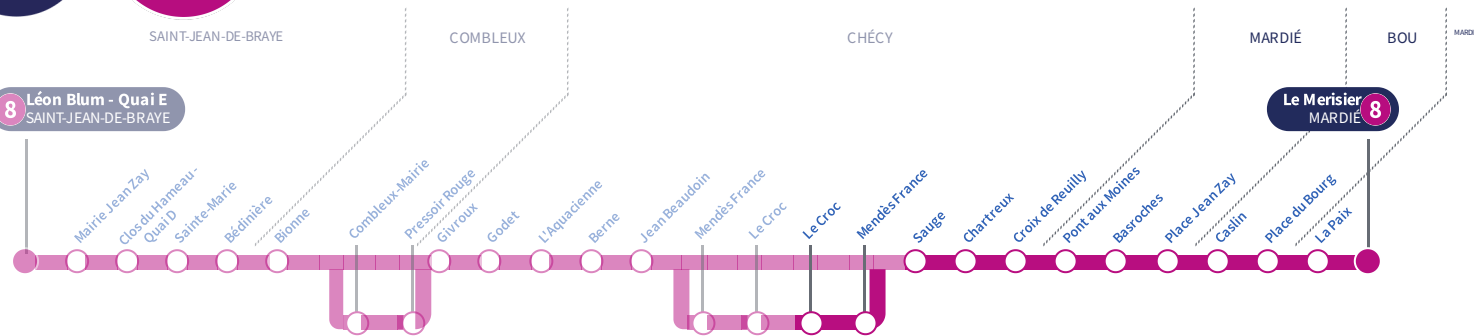 SAINT-JEAN-DE-BRAYE
COMBLEUX
CHÉCY
MARDIÉ
BOU
MARDI
8
Léon Blum - Quai E
SAINT-JEAN-DE-BRAYE
Le Merisier
MARDIÉ
8
Mairie Jean Zay
Clos du Hameau -
Quai D
Sainte-Marie
Bédinière
Bionne
Combleux-Mairie
Pressoir Rouge
Givroux
Godet
L'Aquacienne
Berne
Jean Beaudoin
Mendès France
Le Croc
Le Croc
Mendès France
Sauge
Chartreux
Croix de Reuilly
Pont aux Moines
Basroches
Place Jean Zay
Caslin
Place du Bourg
La Paix